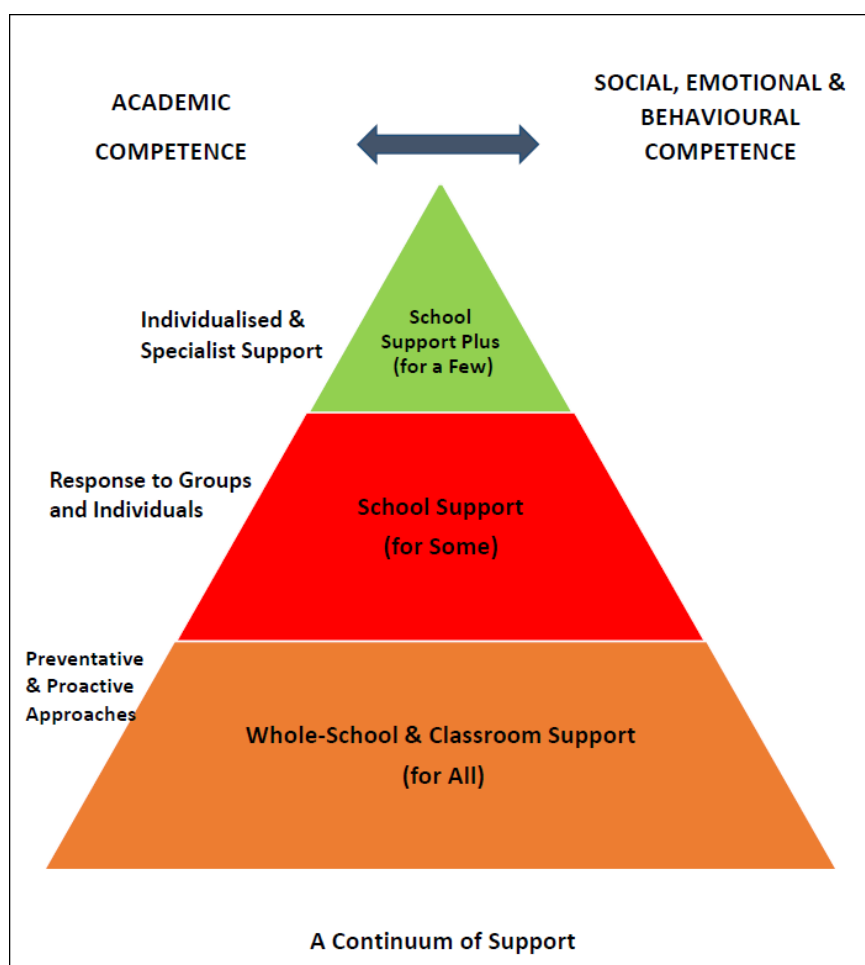 ACADEMIC
COMPETENCE
SOCIAL, EMOTIONAL &
BEHAVIOURAL
COMPETENCE
Individualised &
Specialist Support
School
Support Plus
(for a Few)
Response to Groups
and Individuals
School Support
(for Some)
Preventative
& Proactive
Approaches
Whole-School & Classroom Support
(for All)
A Continuum of Support